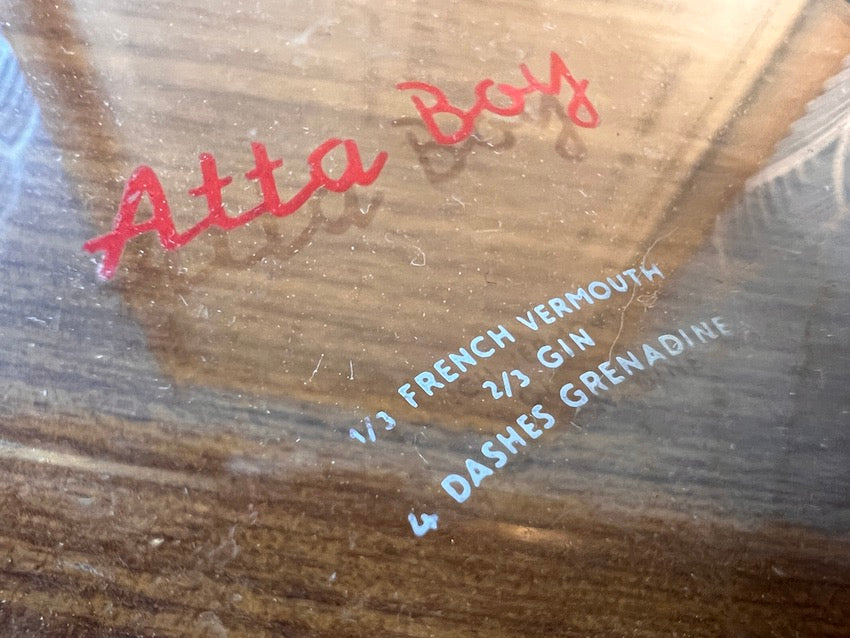 Atta Boy
1/3 FRENCH VERMOUTH
2/3 GIN
4 DASHES GRENADINE